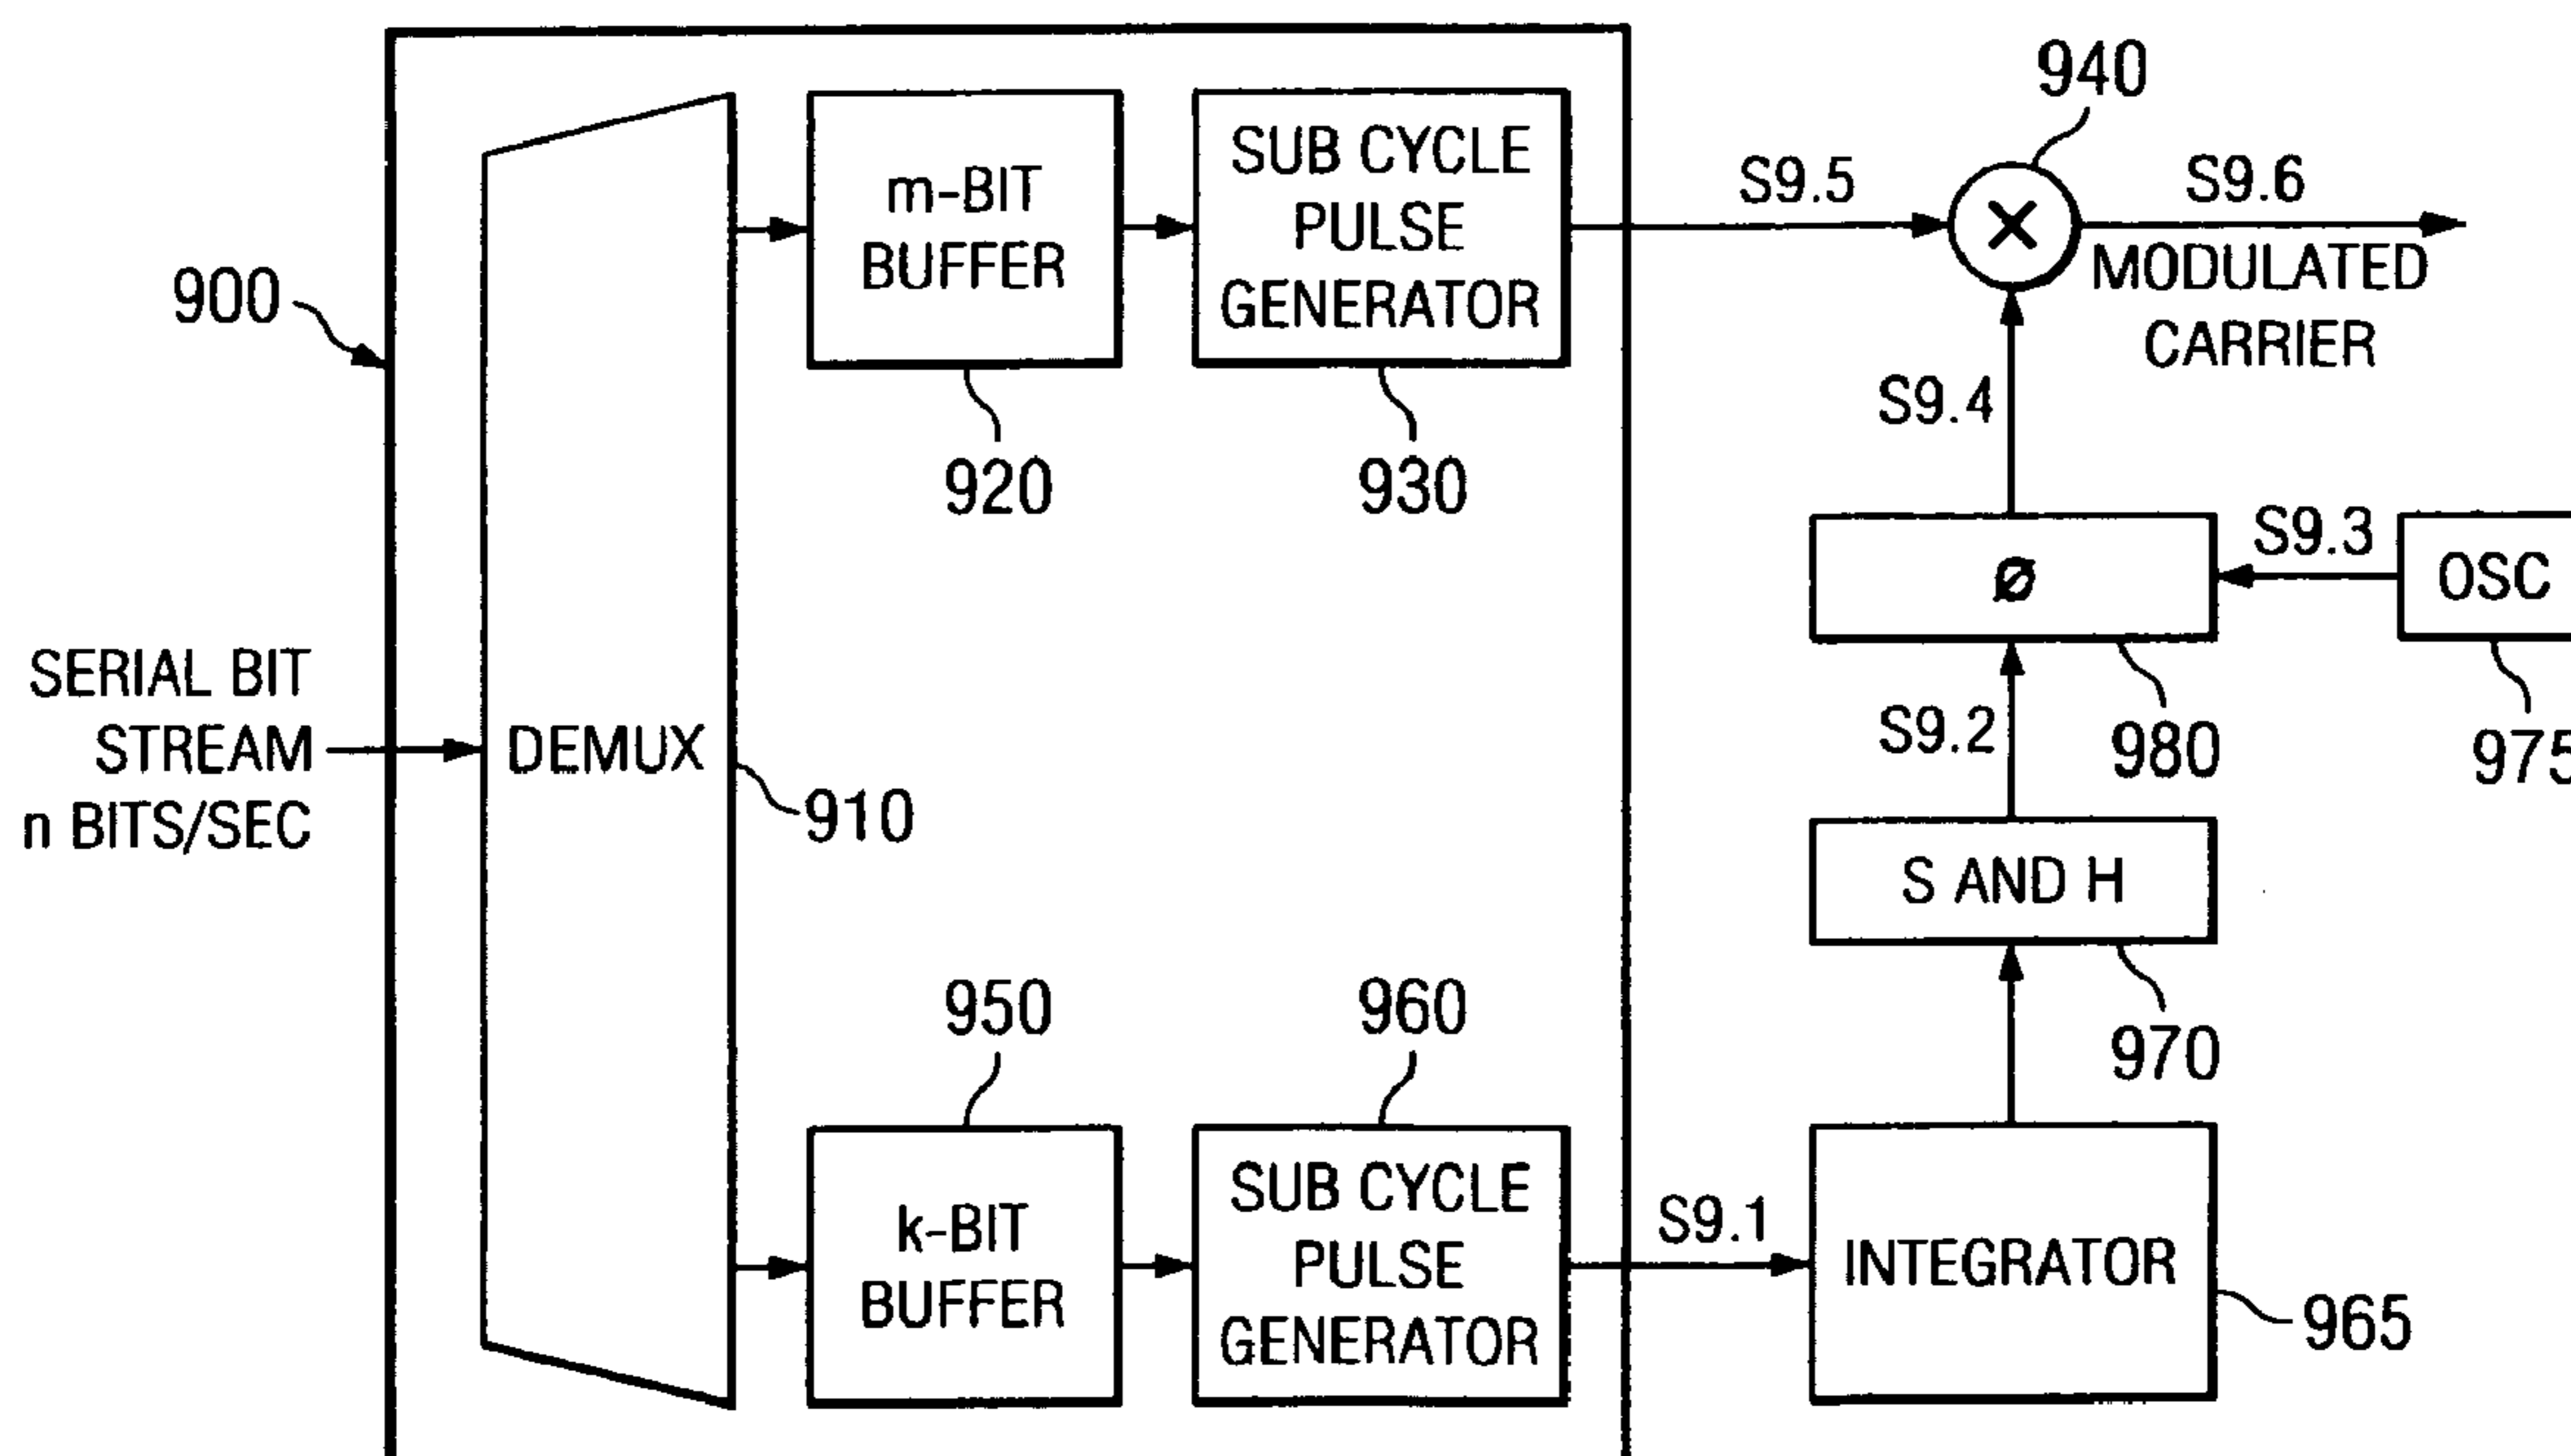 940
SUB CYCLE
PULSE
GENERATOR
m-BIT
BUFFER
S9.5
S9.6
MODULATED
CARRIER
900
S9.4
920
930
S9.3
OSC
Ø
SERIAL BIT
STREAM
n BITS/SEC
DEMUX
910
S9.2
980
975
S AND H
950
960
970
k-BIT
BUFFER
SUB CYCLE
PULSE
GENERATOR
S9.1
INTEGRATOR
965